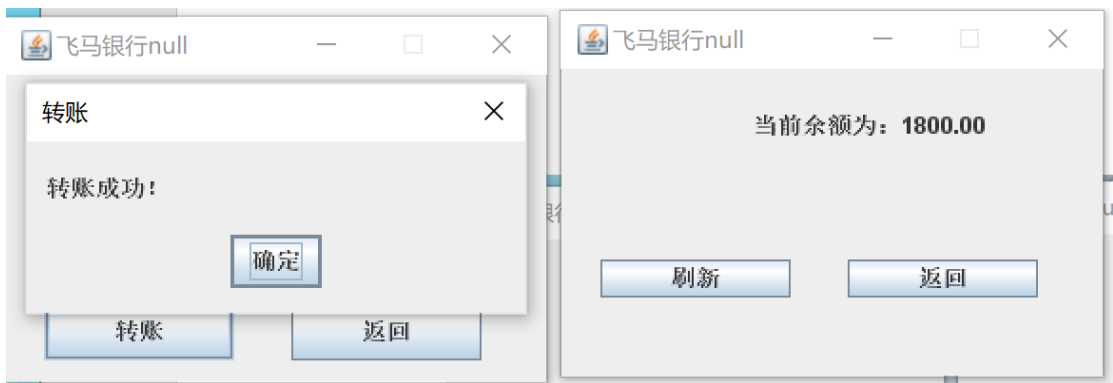 飞马银行null
转账
转账成功！
确定
转账
返回
飞马银行null
当前余额为：1800.00
刷新
返回